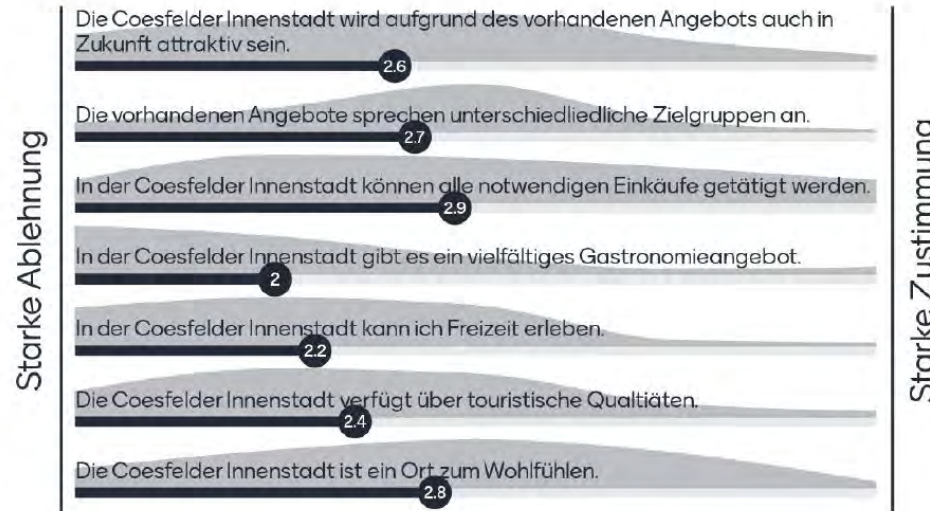 Die Coesfelder Innenstadt wird aufgrund des vorhandenen Angebots auch in
Zukunft attraktiv sein.
2.6
Die vorhandenen Angebote sprechen unterschiedliedliche Zielgruppen an.
2.7
In der Coesfelder Innenstadt können alle notwendigen Einkäufe getätigt werden.
2.9
In der Coesfelder Innenstadt gibt es ein vielfältiges Gastronomieangebot.
2
In der Coesfelder Innenstadt kann ich Freizeit erleben.
2.2
Die Coesfelder Innenstadt verfügt über touristische Qualtiäten.
2.4
Die Coesfelder Innenstadt ist ein Ort zum Wohlfühlen.
2.8
Starke Ablehnung
Starke Zustimmung